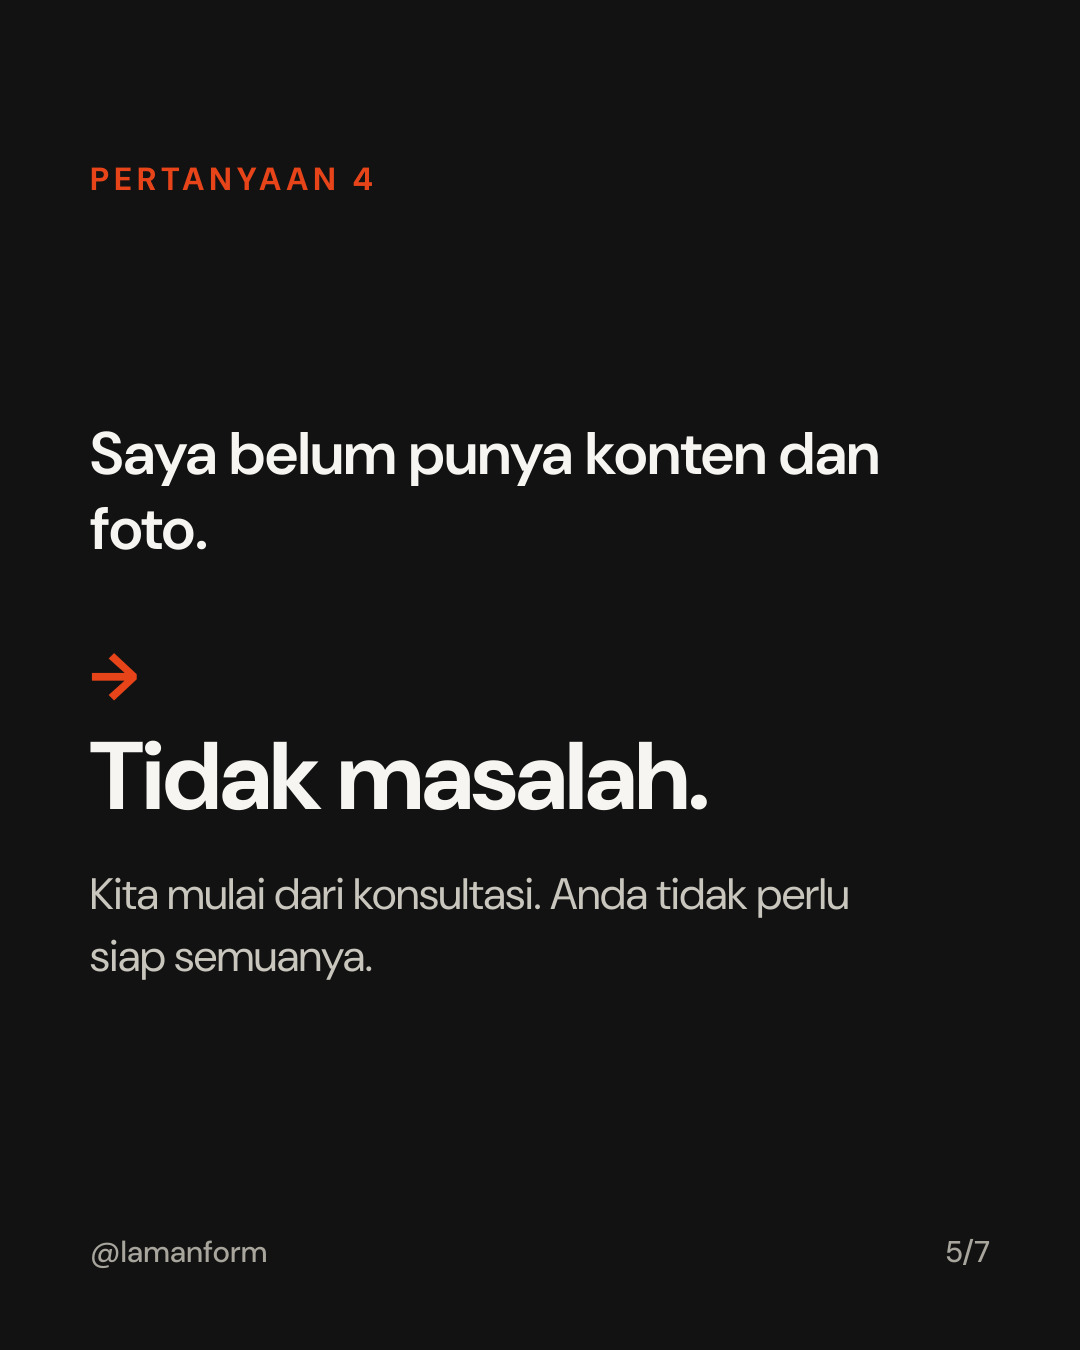 PERTANYAAN 4
Saya belum punya konten dan
foto.
→
Tidak masalah.
Kita mulai dari konsultasi. Anda tidak perlu
siap semuanya.
@lamanform
5/7